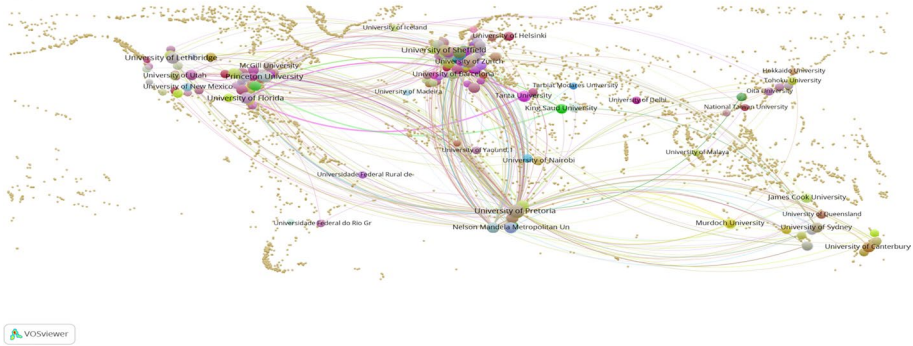 University of Iceland
University of Helsinki
University of Sheffield
University of Lethbridge
University of Zurich
McGill University
University of Utah
Princeton University
University of Barcelona
Hokkaido University
Tohoku University
University of New Mexico
University of Madeira
Tarbiat Modares University
Oita University
University of Florida
Tanta University
University of Delhi
King Saud University
National Taiwan University
University of Yaound, I
University of Malaya
University of Nairobi
Universidade Federal Rural de-
James Cook University
University of Pretoria
University of Queensland
Universidade Federal do Rio Gr
Murdoch University
Nelson Mandela Metropolitan Un
University of Sydney
University of Canterbury
VOSviewer